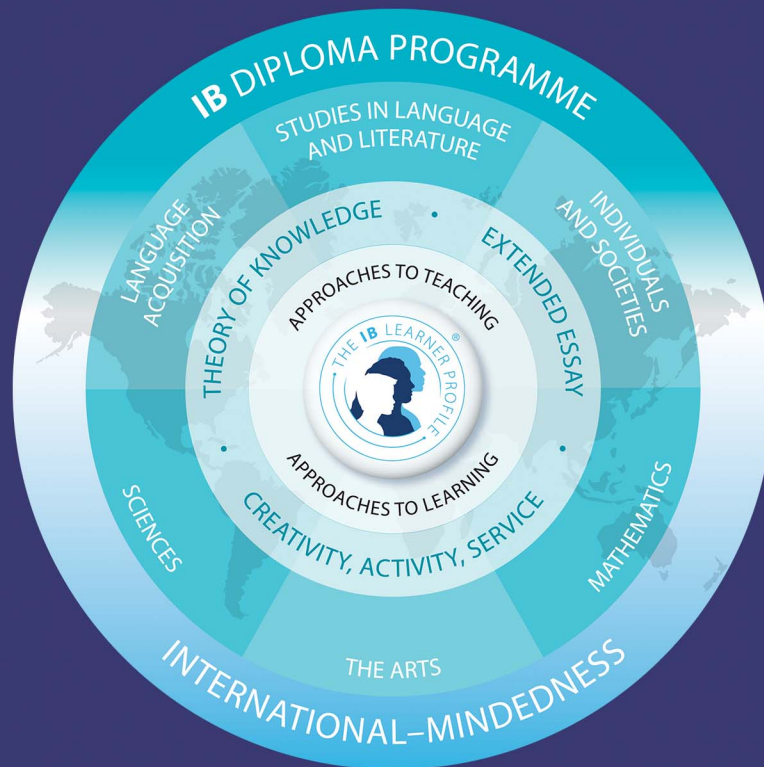 IB DIPLOMA PROGRAMME
STUDIES IN LANGUAGE
AND LITERATURE
LANGUAGE
ACQUISITION
INDIVIDUALS
AND SOCIETIES
THEORY OF KNOWLEDGE
•
EXTENDED ESSAY
APPROACHES TO TEACHING
THE IB LEARNER PROFILE®
APPROACHES TO LEARNING
•
CREATIVITY, ACTIVITY, SERVICE
•
SCIENCES
MATHEMATICS
THE ARTS
INTERNATIONAL–MINDEDNESS